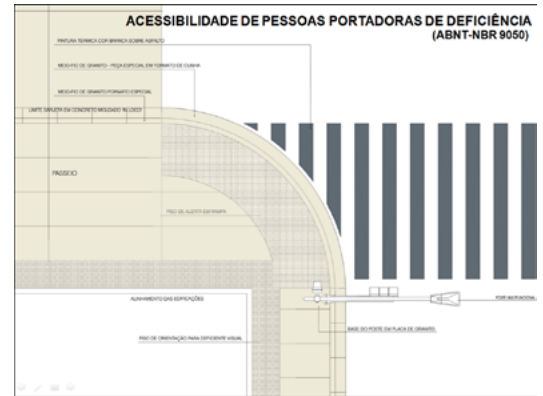 ACESSIBILIDADE DE PESSOAS PORTADORAS DE DEFICIÊNCIA
(ABNT-NBR 9050)
PINTURA TERMICA COR BRANCA SOBRE ASFALTO
MEIO-FIO DE GRANITO - PEÇA ESPECIAL EM FORMATO DE CUNHA
MEIO-FIO DE GRANITO FORMATO ESPECIAL
LIMITE SARJETA EM CONCRETO MOLDADO IN LOCO
PASSEIO
PISO DE ALERTA EM RAMPA
ALINHAMENTO DAS EDIFICAÇÕES
BASE DO POSTE EM PLACA DE GRANITO
PISO DE ORIENTAÇÃO PARA DEFICIENTE VISUAL